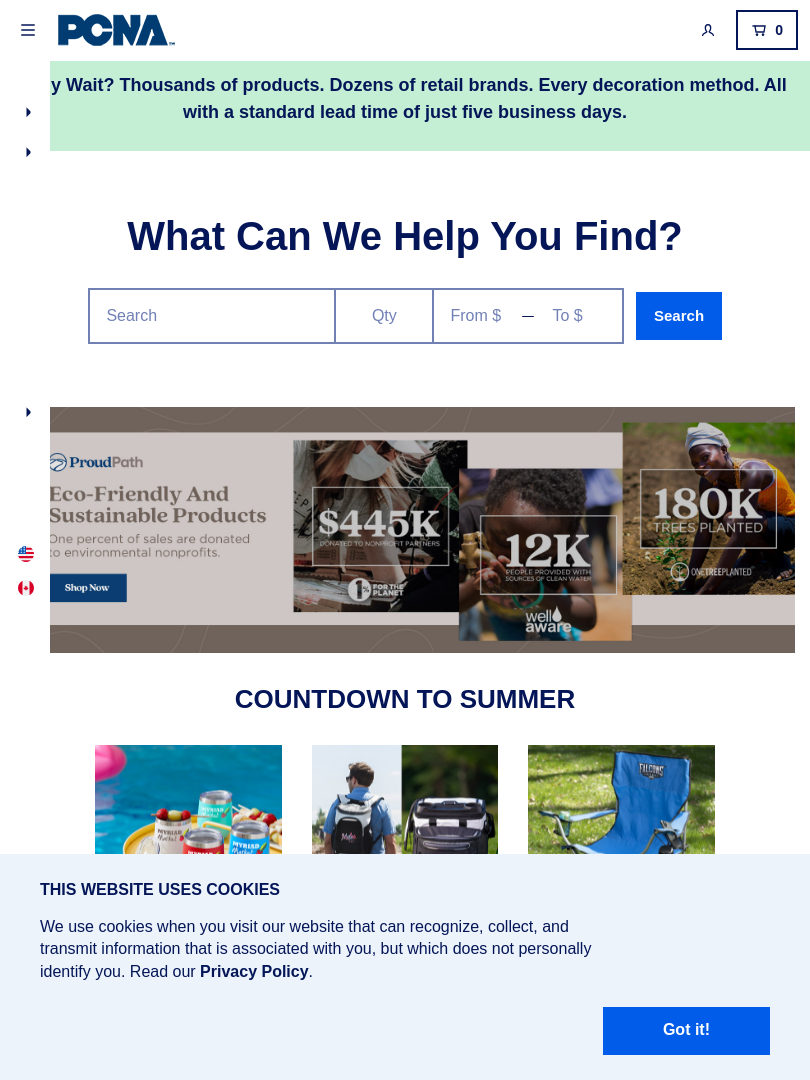 PCNA
0
y Wait? Thousands of products. Dozens of retail brands. Every decoration method. All
with a standard lead time of just five business days.
What Can We Help You Find?
Search
Qty
From $ — To $
Search
ProudPath
Eco-Friendly And
Sustainable Products
One percent of sales are donated
to environmental nonprofits.
Shop Now
$445K
DONATED TO NONPROFIT PARTNERS
1% FOR THE
PLANET
12K
PEOPLE PROVIDED WITH
SOURCES OF CLEAN WATER
well
aware
180K
TREES PLANTED
ONETREEPLANTED
COUNTDOWN TO SUMMER
MYRIAD
Market
MYRIAD
Market
MYRIAD
Market
FALCONS
THIS WEBSITE USES COOKIES
We use cookies when you visit our website that can recognize, collect, and
transmit information that is associated with you, but which does not personally
identify you. Read our Privacy Policy.
Got it!